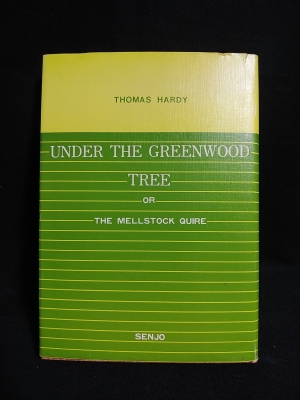 THOMAS HARDY
UNDER THE GREENWOOD
TREE
OR
THE MELLSTOCK QUIRE
SENJO